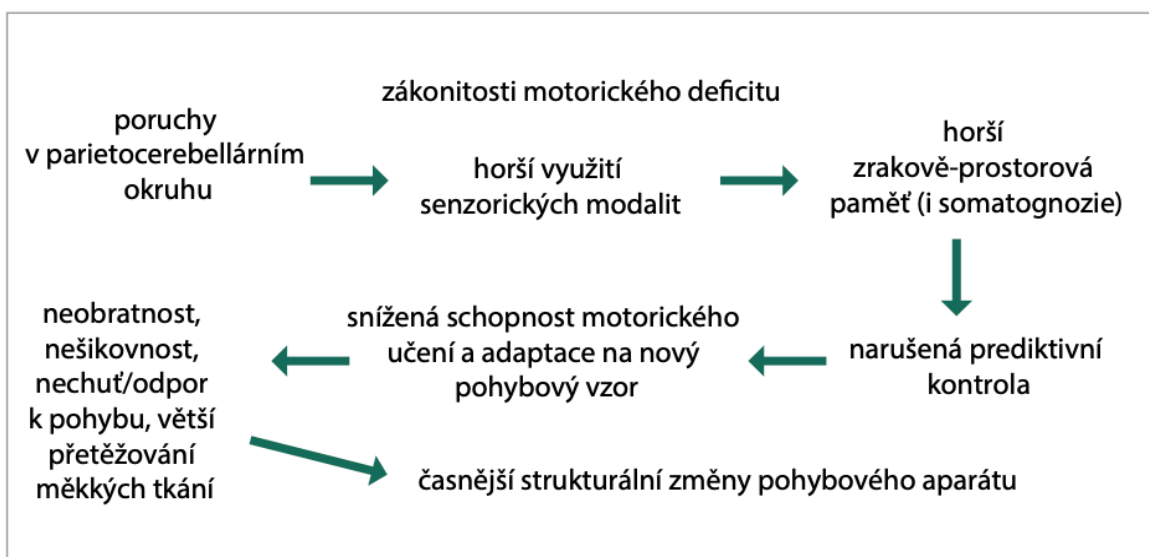 zákonitosti motorického deficitu
poruchy
v parietocerebellárním
okruhu
horší využití
senzorických modalit
horší
zrakově-prostorová
paměť (i somatognozie)
narušená prediktivní
kontrola
snížená schopnost motorického
učení a adaptace na nový
pohybový vzor
neobratnost,
nešikovnost,
nechuť/odpor
k pohybu, větší
přetěžování
měkkých tkání
časnější strukturální změny pohybového aparátu